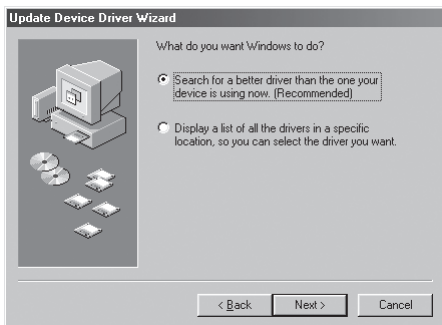 Update Device Driver Wizard
What do you want Windows to do?
Search for a better driver than the one your
device is using now. (Recommended)
Display a list of all the drivers in a specific
location, so you can select the driver you want.
< Back
Next >
Cancel